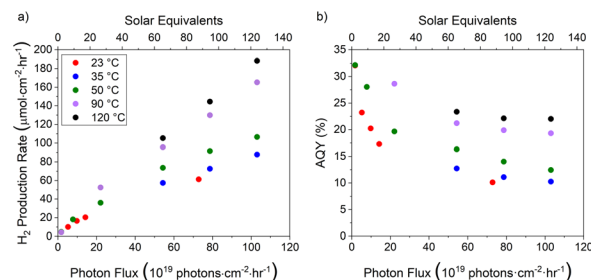 a)
Solar Equivalents
0 20 40 60 80 100 120 140
H₂ Production Rate (μmol·cm⁻²·hr⁻¹)
200
180
160
140
120
100
80
60
40
20
0
23 °C
35 °C
50 °C
90 °C
120 °C
0 20 40 60 80 100 120
Photon Flux (10¹⁹ photons·cm⁻²·hr⁻¹)
b)
Solar Equivalents
0 20 40 60 80 100 120 140
AQY (%)
35
30
25
20
15
10
5
0
0 20 40 60 80 100 120
Photon Flux (10¹⁹ photons·cm⁻²·hr⁻¹)